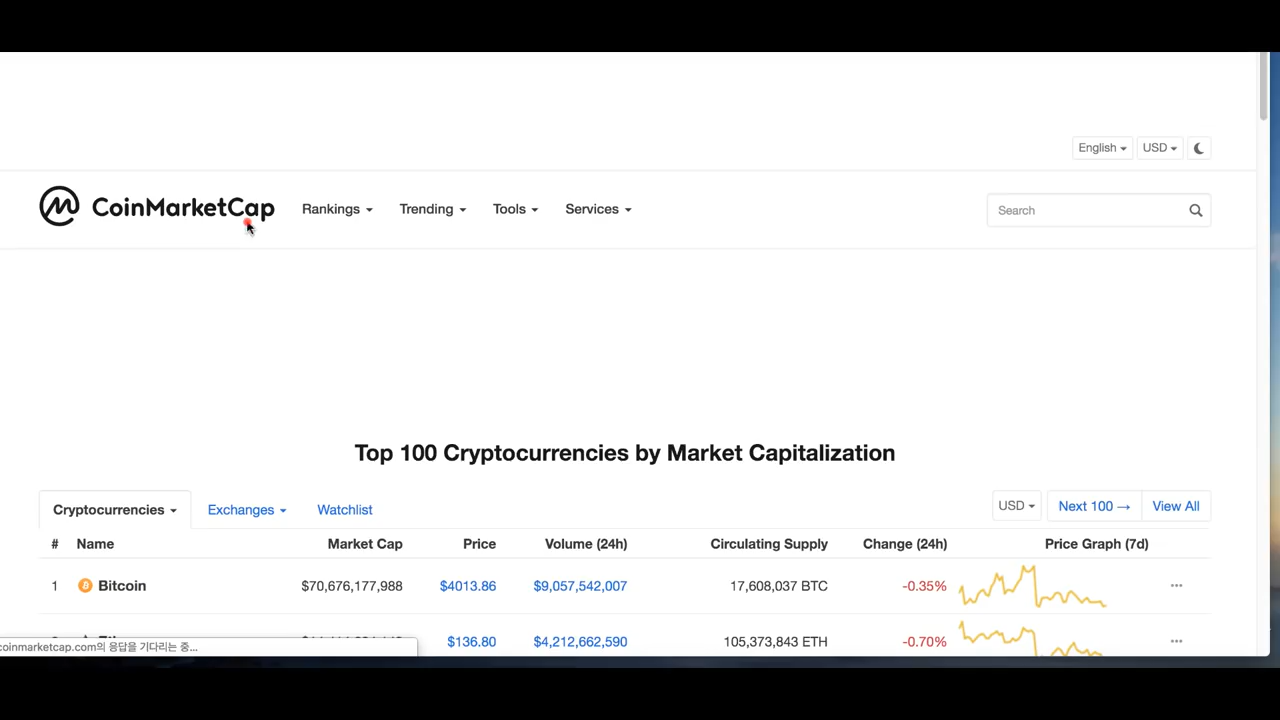 English USD
CoinMarketCap Rankings Trending Tools Services Search
Top 100 Cryptocurrencies by Market Capitalization
Cryptocurrencies Exchanges Watchlist USD Next 100 → View All
# Name Market Cap Price Volume (24h) Circulating Supply Change (24h) Price Graph (7d)
1 Bitcoin $70,676,177,988 $4013.86 $9,057,542,007 17,608,037 BTC -0.35%
$136.80 $4,212,662,590 105,373,843 ETH -0.70%
coinmarketcap.com의 응답을 기다리는 중...